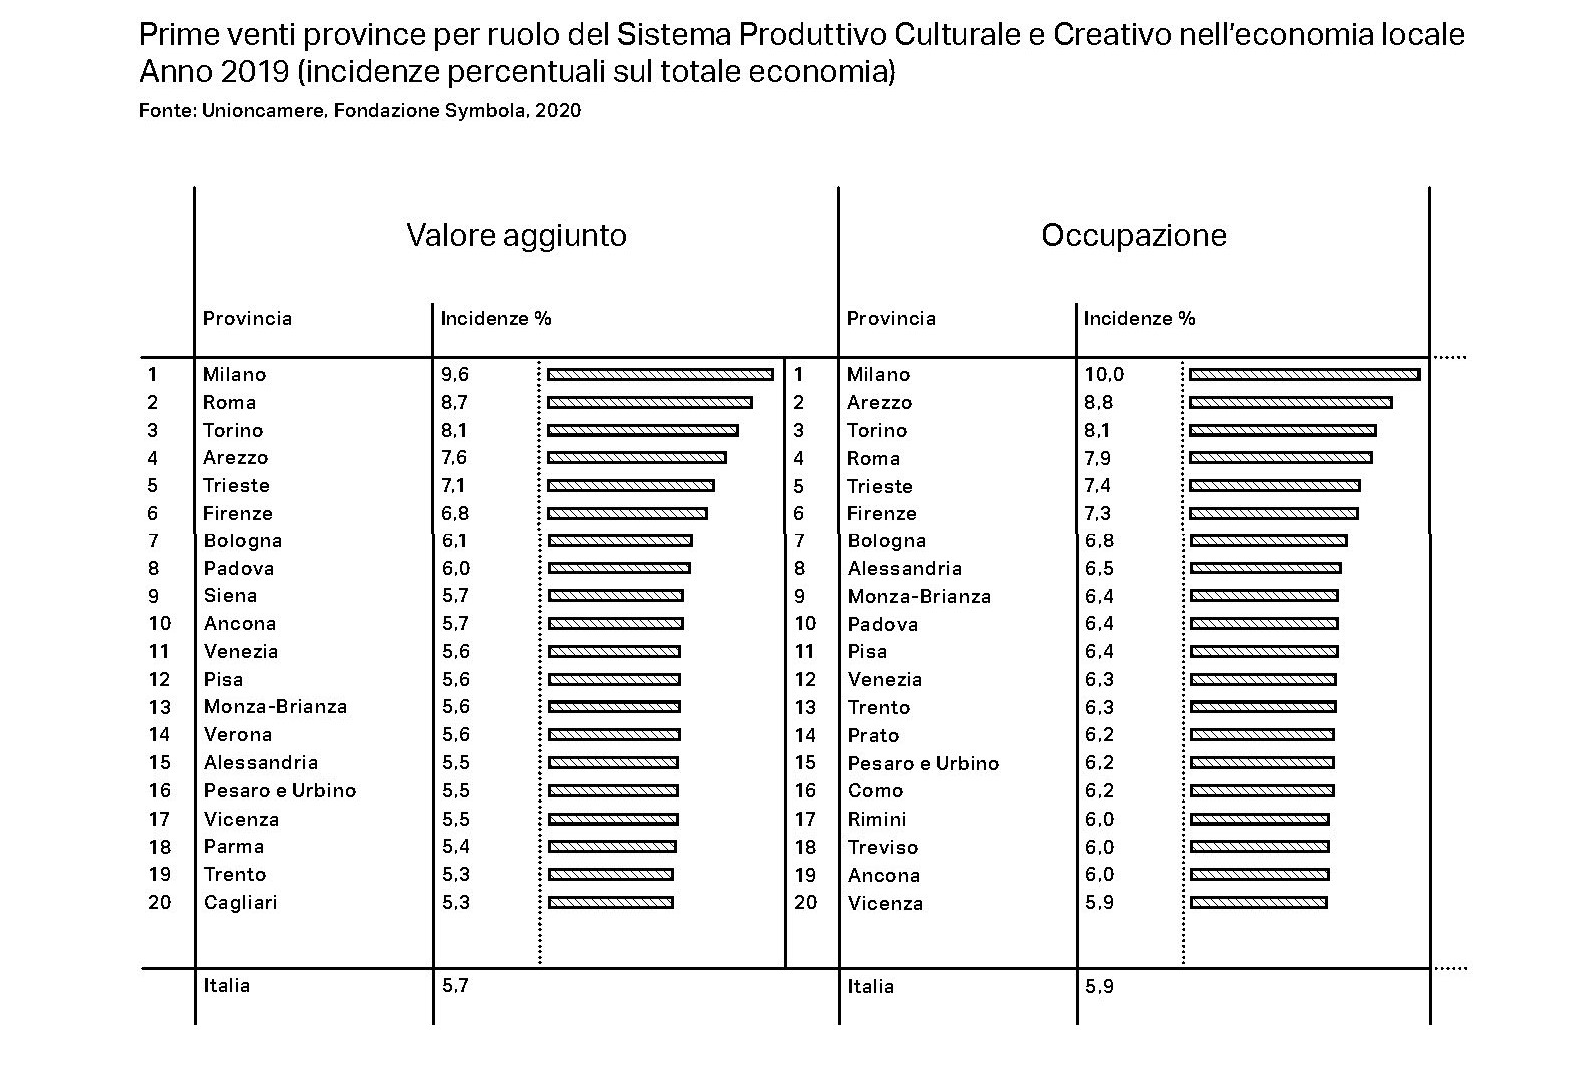 Prime venti province per ruolo del Sistema Produttivo Culturale e Creativo nell'economia locale
Anno 2019 (incidenze percentuali sul totale economia)
Fonte: Unioncamere, Fondazione Symbola, 2020
Valore aggiunto
Provincia Incidenze %
1 Milano 9,6
2 Roma 8,7
3 Torino 8,1
4 Arezzo 7,6
5 Trieste 7,1
6 Firenze 6,8
7 Bologna 6,1
8 Padova 6,0
9 Siena 5,7
10 Ancona 5,7
11 Venezia 5,6
12 Pisa 5,6
13 Monza-Brianza 5,6
14 Verona 5,6
15 Alessandria 5,5
16 Pesaro e Urbino 5,5
17 Vicenza 5,5
18 Parma 5,4
19 Trento 5,3
20 Cagliari 5,3
Italia 5,7
Occupazione
Provincia Incidenze %
1 Milano 10,0
2 Arezzo 8,8
3 Torino 8,1
4 Roma 7,9
5 Trieste 7,4
6 Firenze 7,3
7 Bologna 6,8
8 Alessandria 6,5
9 Monza-Brianza 6,4
10 Padova 6,4
11 Pisa 6,4
12 Venezia 6,3
13 Trento 6,3
14 Prato 6,2
15 Pesaro e Urbino 6,2
16 Como 6,2
17 Rimini 6,0
18 Treviso 6,0
19 Ancona 6,0
20 Vicenza 5,9
Italia 5,9